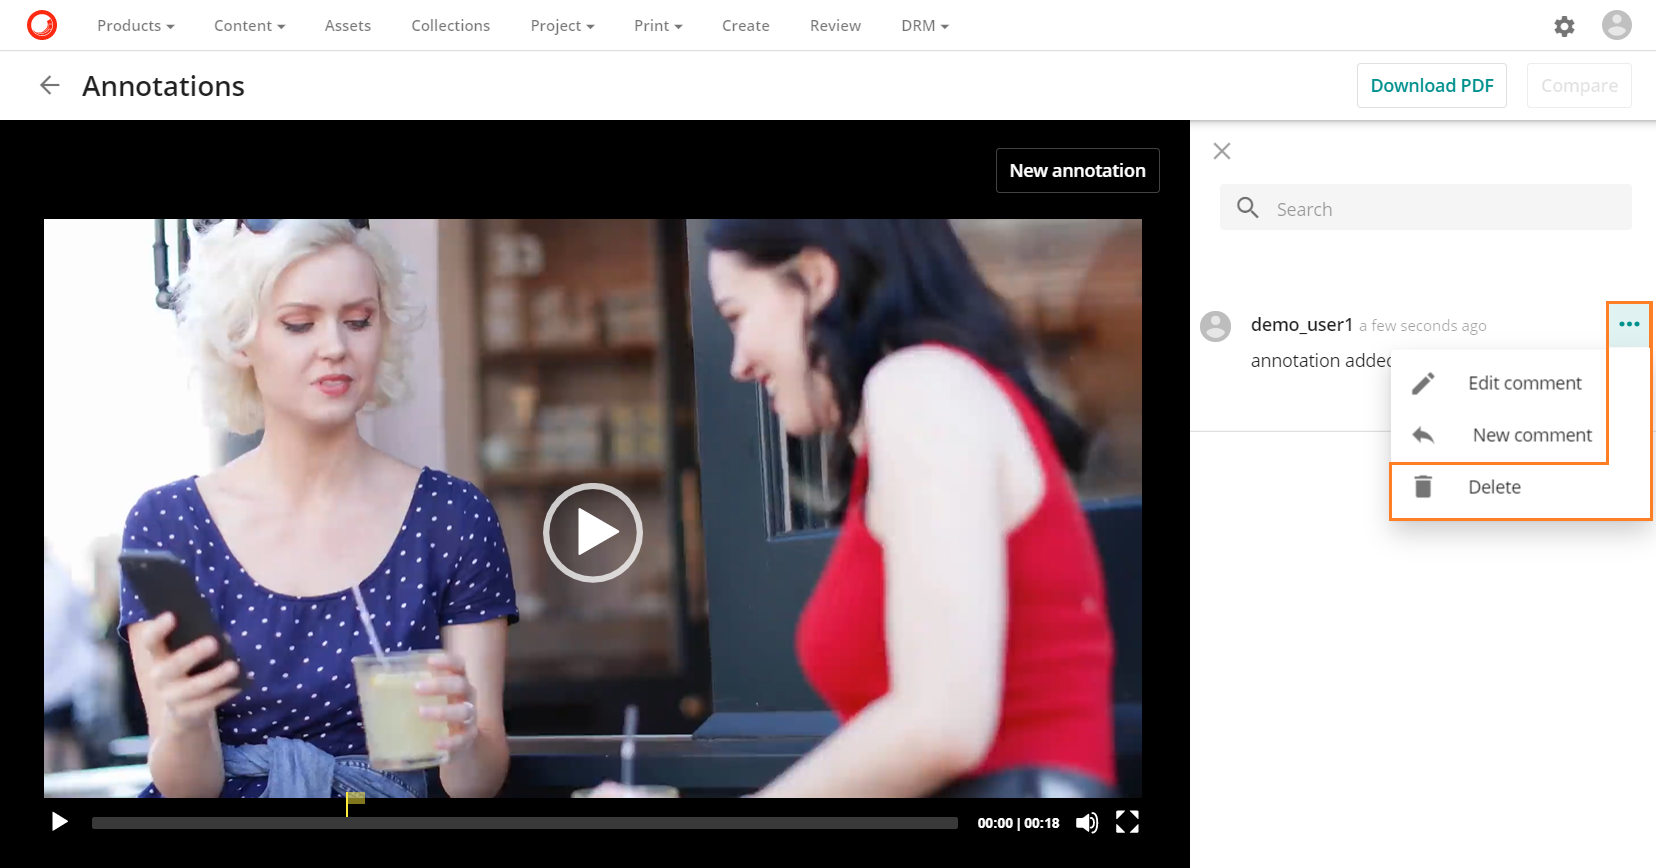 Products Content Assets Collections Project Print Create Review DRM
Annotations
Download PDF Compare
New annotation
Search
demo_user1 a few seconds ago
annotation added
Edit comment
New comment
Delete
00:00 | 00:18